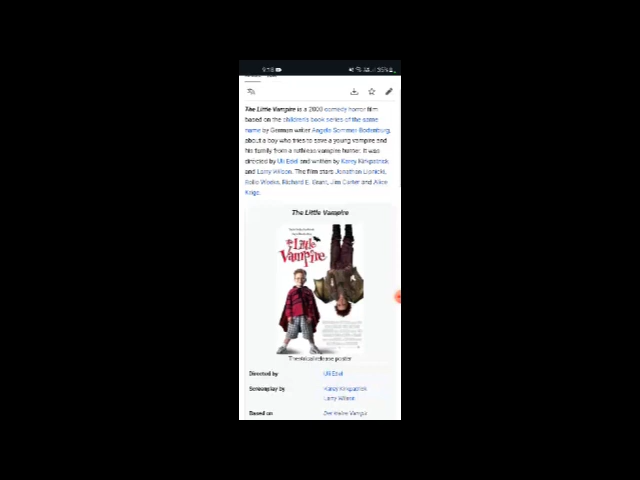 The Little Vampire is a 2000 comedy horror film
based on the children's book series of the same
name by German writer Angela Sommer-Bodenburg,
about a boy who tries to save a young vampire and
his family from a ruthless vampire hunter. It was
directed by Uli Edel and written by Karey Kirkpatrick
and Larry Wilson. The film stars Jonathan Lipnicki,
Rollo Weeks, Richard E. Grant, Jim Carter and Alice
Krige.
The Little Vampire
the Little
Vampire
Theatrical release poster
Directed by Uli Edel
Screenplay by Karey Kirkpatrick
Larry Wilson
Based on Der kleine Vampir